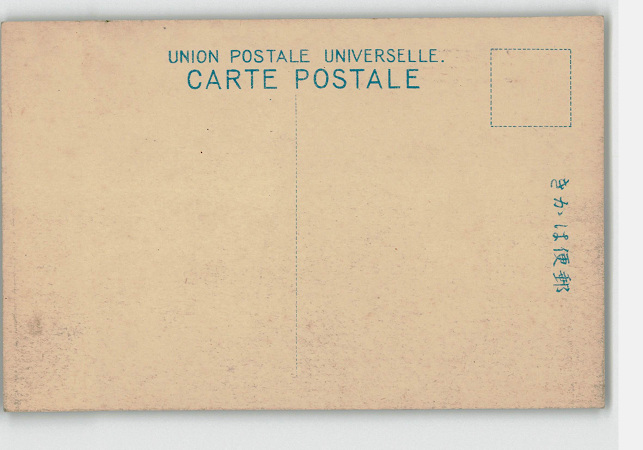 UNION POSTALE UNIVERSELLE.
CARTE POSTALE
きかは便郵